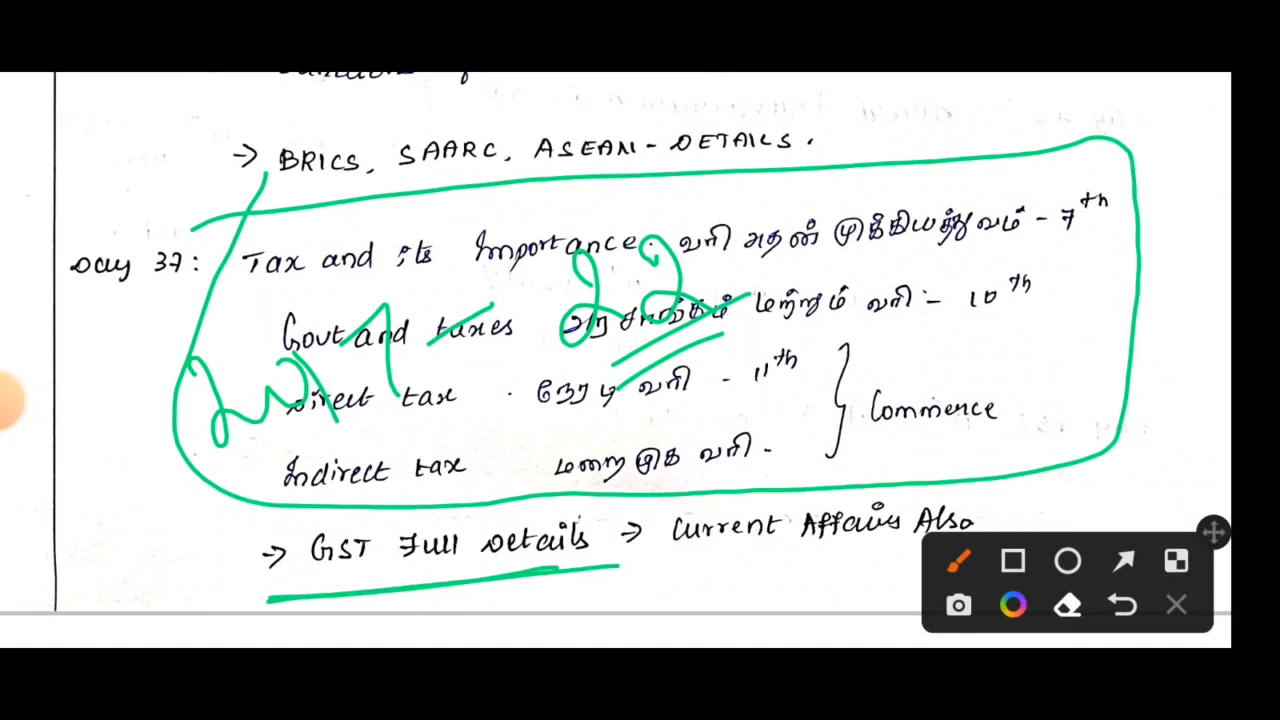 → BRICS, SAARC, ASEAN - DETAILS.
Day 37: Tax and its Importance. வரி அதன் முக்கியத்துவம் - 7th
Govt and taxes அரசாங்கம் மற்றும் வரி - 10th
Direct tax . நேரடி வரி - 11th } Commerce
Indirect tax மறைமுக வரி -
→ GST Full Details → Current Affairs Also
22